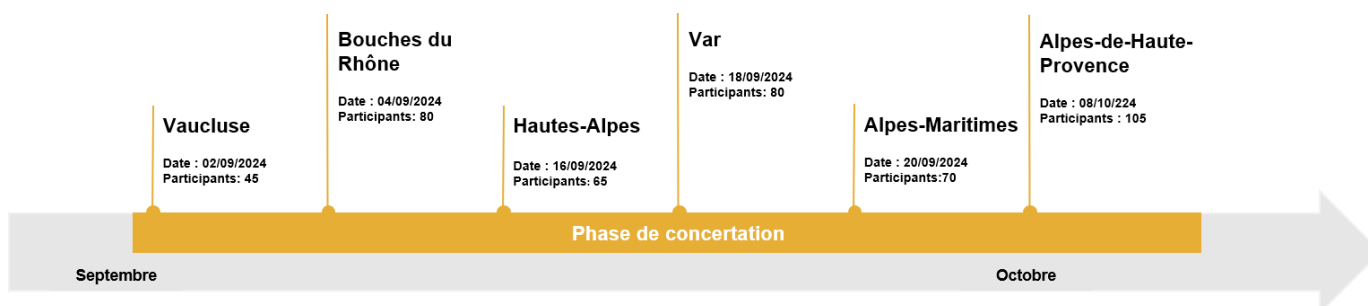 Vaucluse
Date : 02/09/2024
Participants: 45
Bouches du
Rhône
Date : 04/09/2024
Participants: 80
Hautes-Alpes
Date : 16/09/2024
Participants: 65
Var
Date : 18/09/2024
Participants: 80
Alpes-Maritimes
Date : 20/09/2024
Participants:70
Alpes-de-Haute-
Provence
Date : 08/10/224
Participants : 105
Phase de concertation
Septembre
Octobre